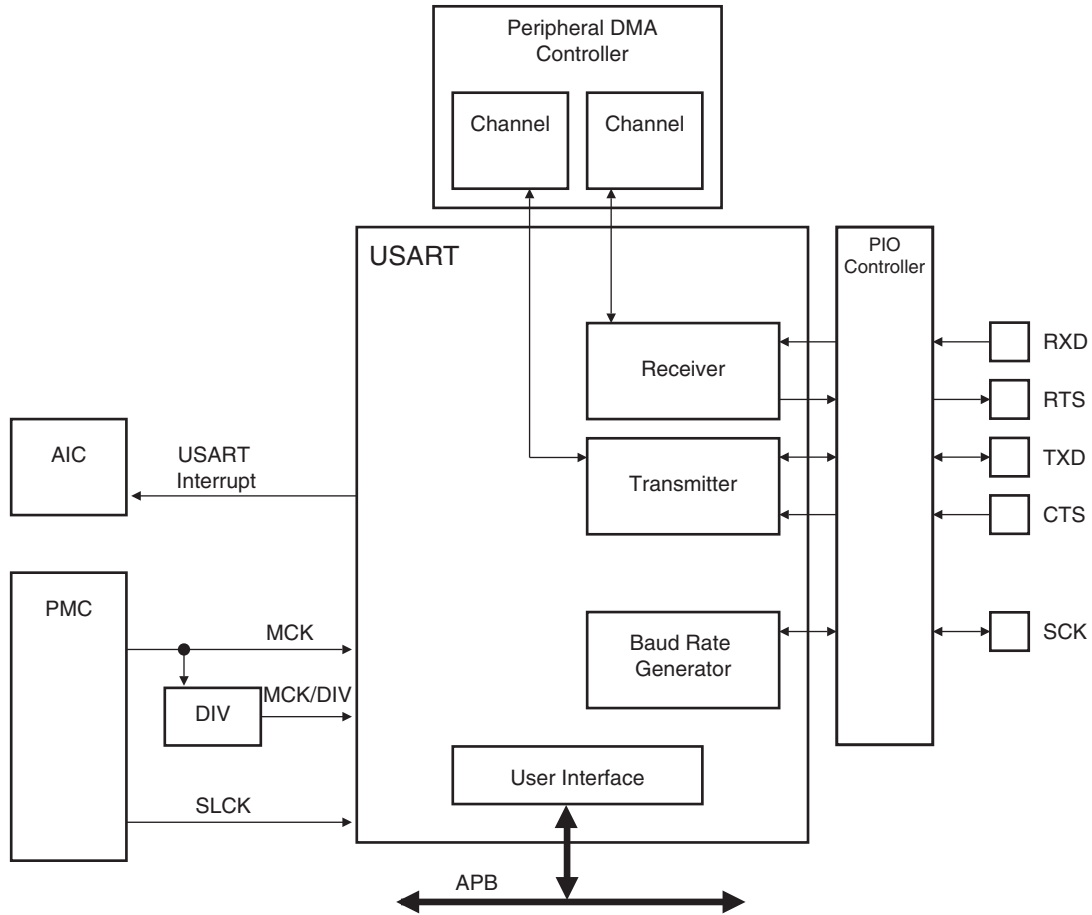 Peripheral DMA
Controller
Channel
Channel
USART
PIO
Controller
Receiver
RXD
RTS
AIC
USART
Interrupt
Transmitter
TXD
CTS
PMC
MCK
Baud Rate
Generator
SCK
DIV
MCK/DIV
User Interface
SLCK
APB